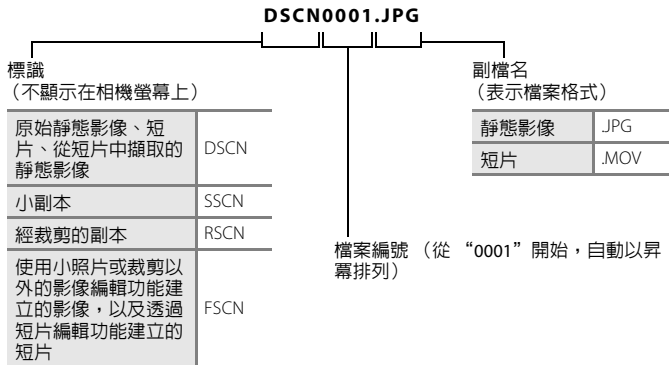 DSCN0001.JPG
標識
（不顯示在相機螢幕上）
原始靜態影像、短
片、從短片中擷取的
靜態影像
DSCN
小副本
SSCN
經裁剪的副本
RSCN
使用小照片或裁剪以
外的影像編輯功能建
立的影像，以及透過
短片編輯功能建立的
短片
FSCN
檔案編號 （從 “0001” 開始，自動以昇
冪排列）
副檔名
（表示檔案格式）
靜態影像
.JPG
短片
.MOV